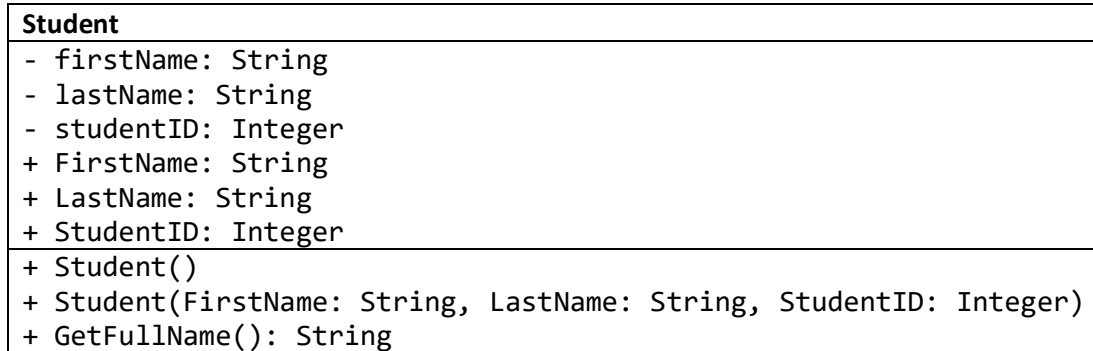 Student
- firstName: String
- lastName: String
- studentID: Integer
+ FirstName: String
+ LastName: String
+ StudentID: Integer
+ Student()
+ Student(FirstName: String, LastName: String, StudentID: Integer)
+ GetFullName(): String